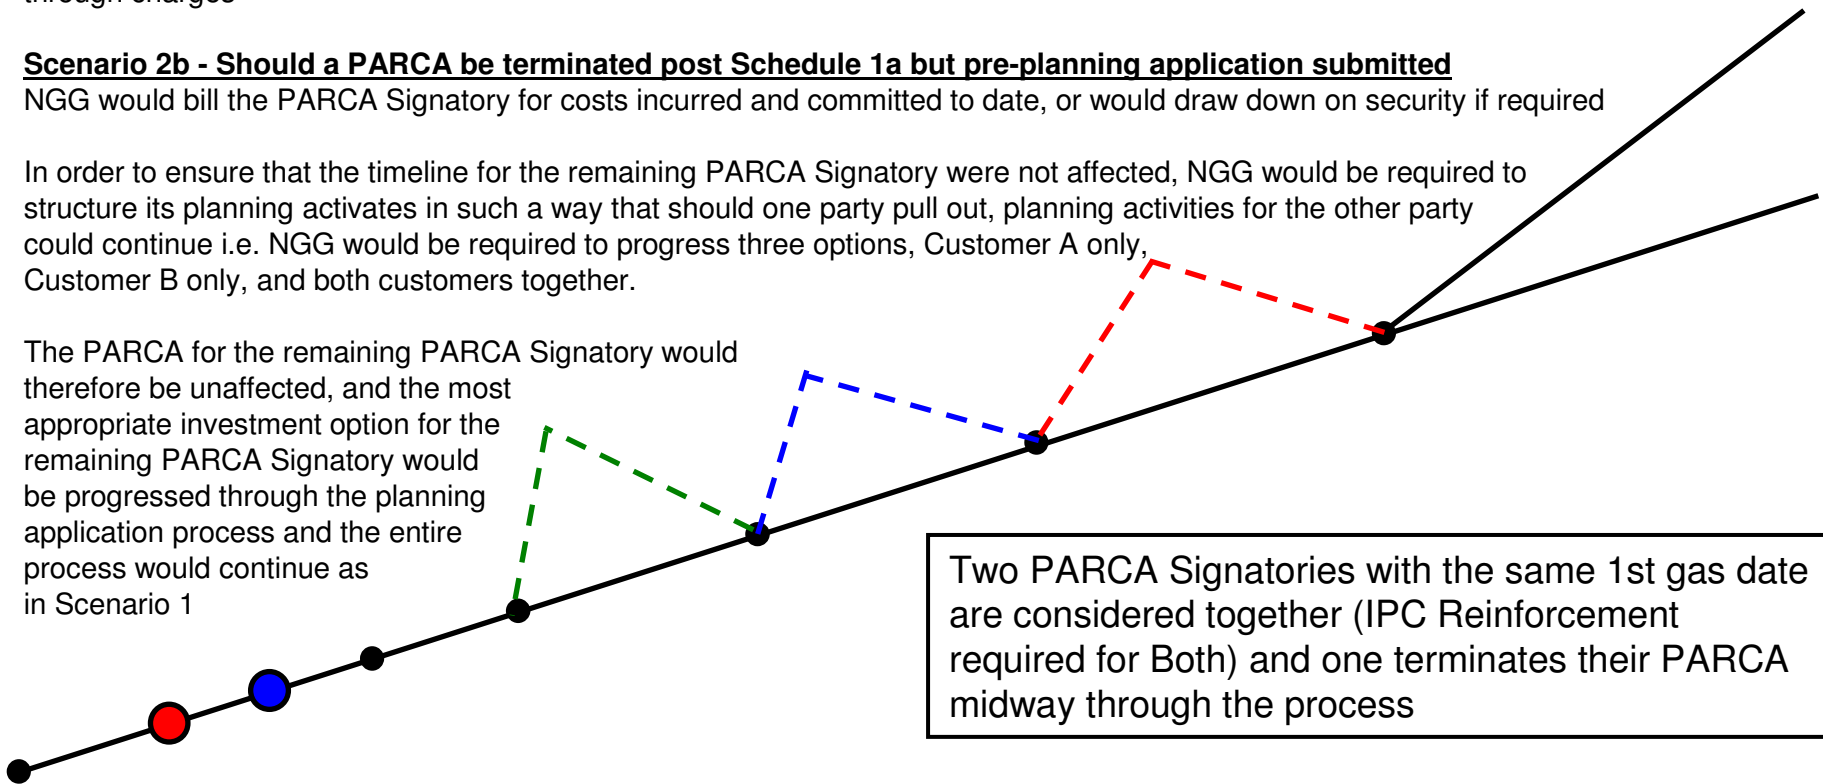 through charges
Scenario 2b - Should a PARCA be terminated post Schedule 1a but pre-planning application submitted
NGG would bill the PARCA Signatory for costs incurred and committed to date, or would draw down on security if required
In order to ensure that the timeline for the remaining PARCA Signatory were not affected, NGG would be required to
structure its planning activates in such a way that should one party pull out, planning activities for the other party
could continue i.e. NGG would be required to progress three options, Customer A only,
Customer B only, and both customers together.
The PARCA for the remaining PARCA Signatory would
therefore be unaffected, and the most
appropriate investment option for the
remaining PARCA Signatory would
be progressed through the planning
application process and the entire
process would continue as
in Scenario 1
Two PARCA Signatories with the same 1st gas date
are considered together (IPC Reinforcement
required for Both) and one terminates their PARCA
midway through the process